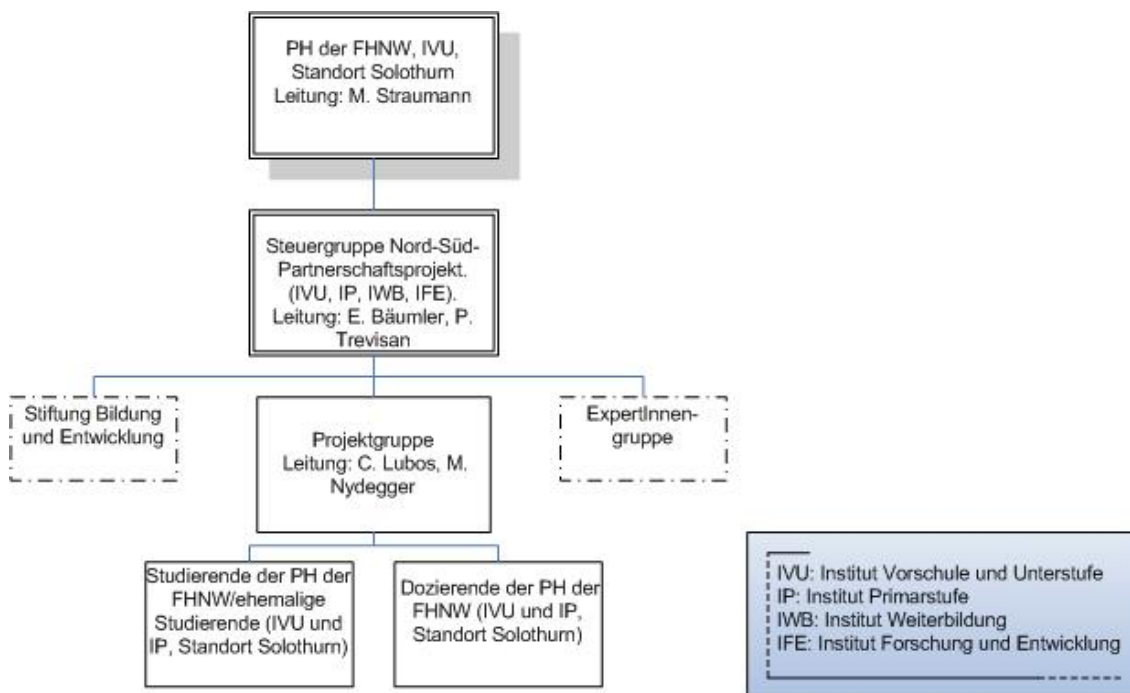 PH der FHNW, IVU,
Standort Solothurn
Leitung: M. Straumann
Steuergruppe Nord-Süd-
Partnerschaftsprojekt.
(IVU, IP, IWB, IFE).
Leitung: E. Bäumler, P.
Trevisan
Stiftung Bildung
und Entwicklung
Projektgruppe
Leitung: C. Lubos, M.
Nydegger
ExpertInnen-
gruppe
Studierende der PH der
FHNW/ehemalige
Studierende (IVU und
IP, Standort Solothurn)
Dozierende der PH der
FHNW (IVU und IP,
Standort Solothurn)
IVU: Institut Vorschule und Unterstufe
IP: Institut Primarstufe
IWB: Institut Weiterbildung
IFE: Institut Forschung und Entwicklung